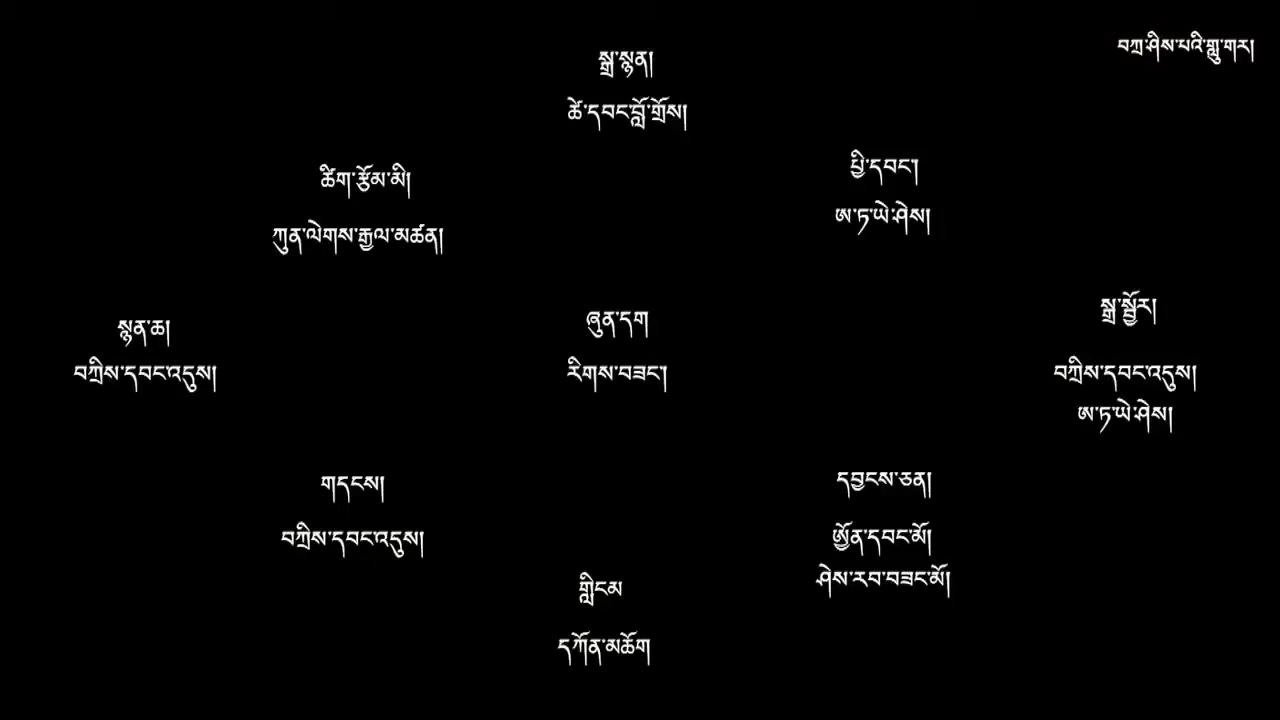 བཀྲ་ཤིས་པའི་གླུ་གར།
སྒྲ་སྙན།
ཚེ་དབང་བློ་གྲོས།
ཚིག་རྩོམ་མི།
ཀུན་ལེགས་རྒྱལ་མཚན།
པྱི་དབང་།
ཨ་ཏ་ཡེ་ཤེས།
སྙན་ཆ།
བཀྲིས་དབང་འདུས།
ཞུན་དག
རིགས་བཟང་།
སྒྲ་སྦྱོར།
བཀྲིས་དབང་འདུས།
ཨ་ཏ་ཡེ་ཤེས།
གདངས།
བཀྲིས་དབང་འདུས།
དབྱངས་ཅན།
ཨྱོན་དབང་མོ།
ཤེས་རབ་བཟང་མོ།
གླིངམ
དཀོན་མཆོག